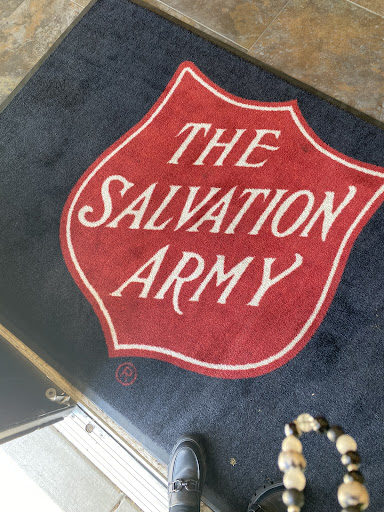 THE
SALVATION
ARMY
®